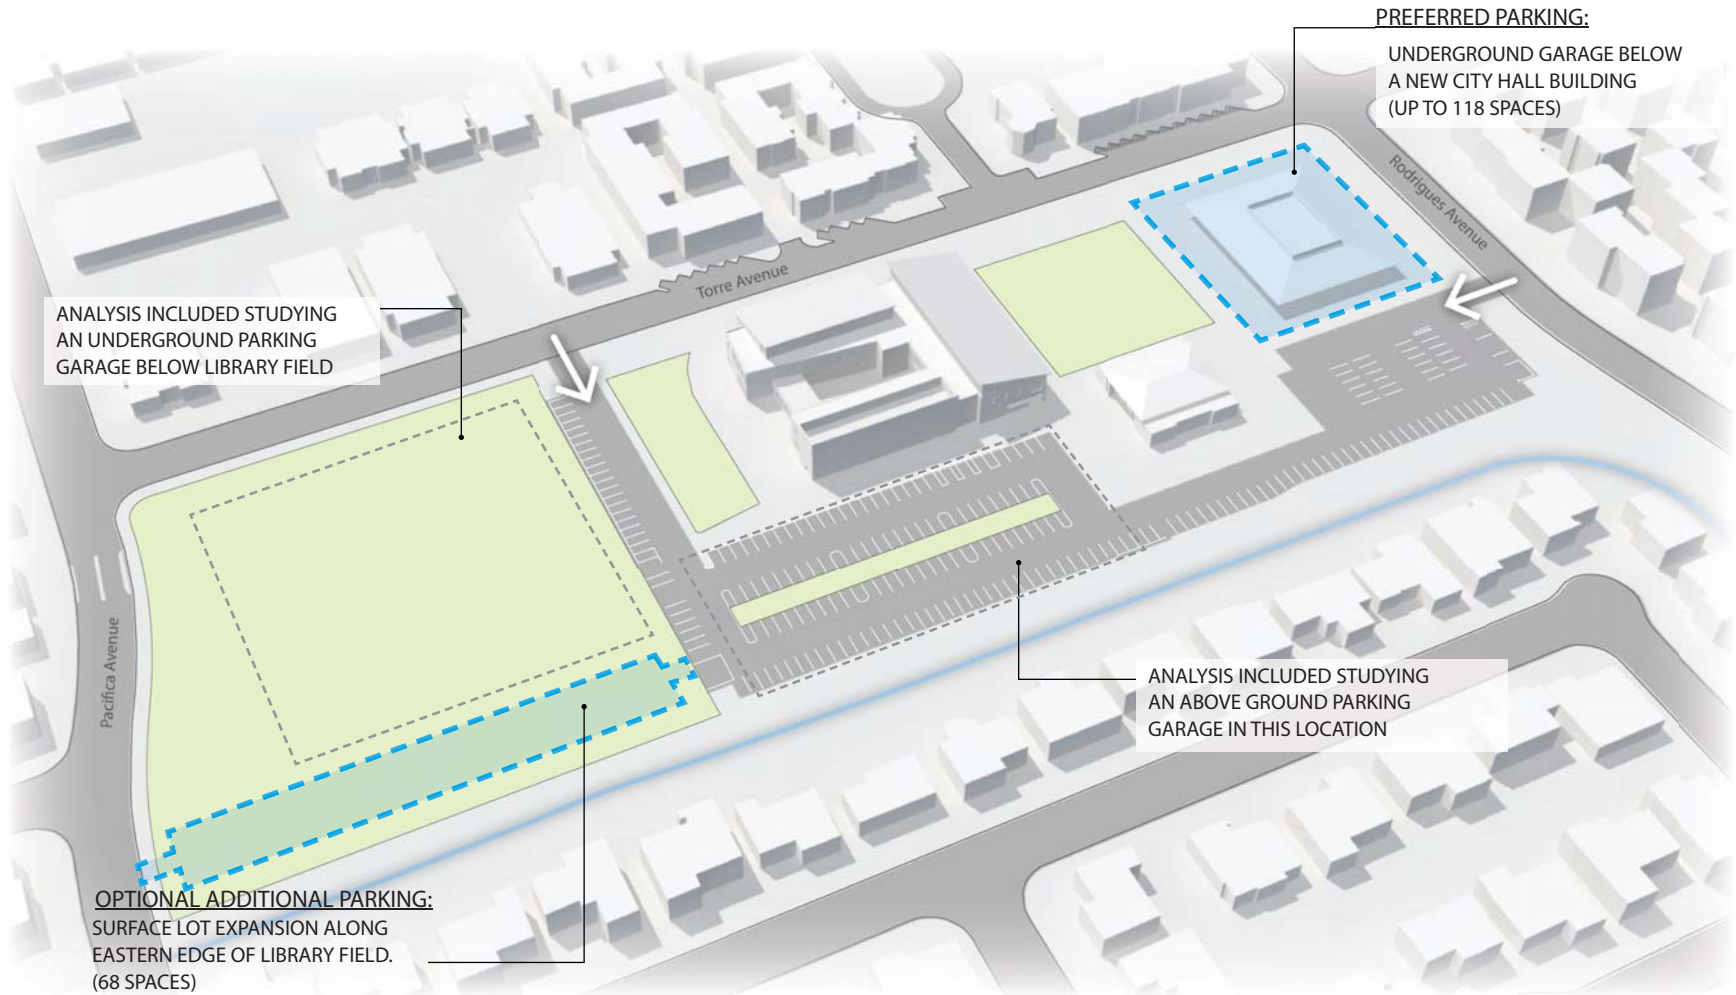 PREFERRED PARKING:
UNDERGROUND GARAGE BELOW
A NEW CITY HALL BUILDING
(UP TO 118 SPACES)
Rodrigues Avenue
Torre Avenue
ANALYSIS INCLUDED STUDYING
AN UNDERGROUND PARKING
GARAGE BELOW LIBRARY FIELD
Pacifica Avenue
ANALYSIS INCLUDED STUDYING
AN ABOVE GROUND PARKING
GARAGE IN THIS LOCATION
OPTIONAL ADDITIONAL PARKING:
SURFACE LOT EXPANSION ALONG
EASTERN EDGE OF LIBRARY FIELD.
(68 SPACES)